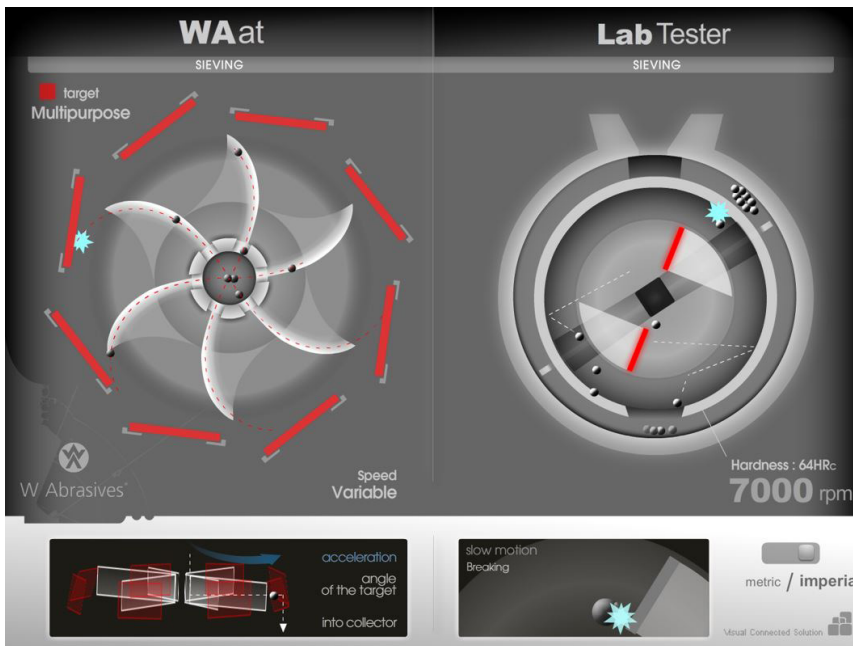 WAat
SIEVING
target
Multipurpose
W Abrasives
Speed
Variable
Lab Tester
SIEVING
Hardness : 64HRc
7000 rpm
acceleration
angle
of the target
into collector
slow motion
Breaking
metric / imperia
Visual Connected Solution